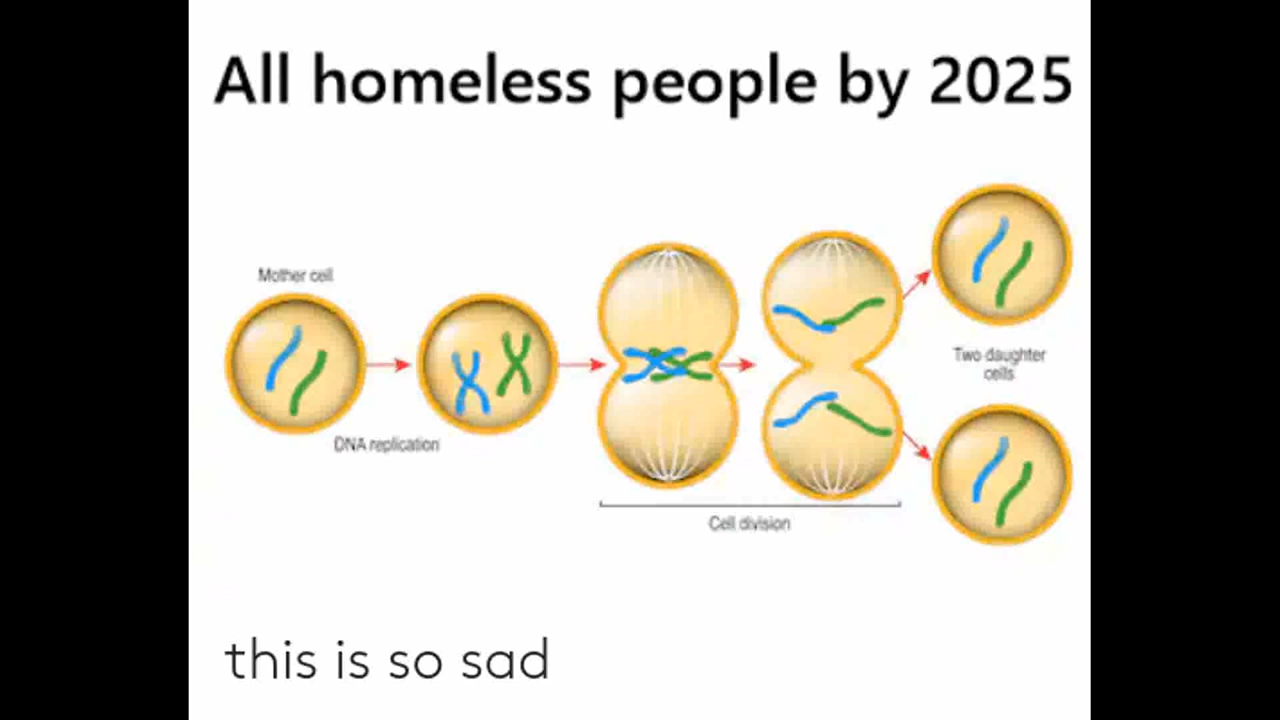 All homeless people by 2025
Mother cell
DNA replication
Cell division
Two daughter
cells
this is so sad